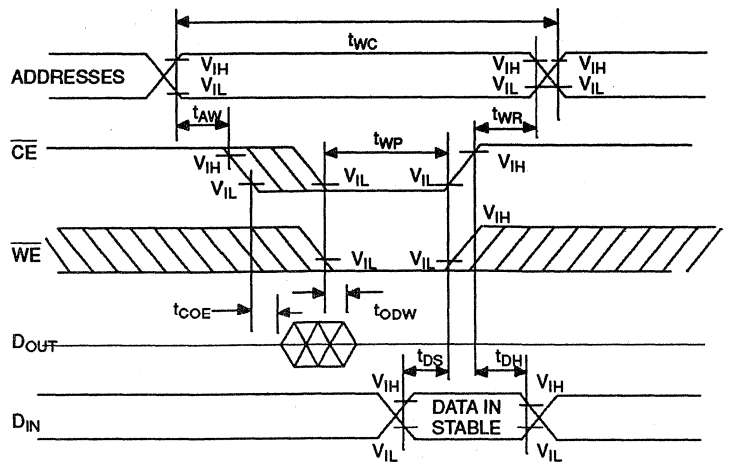 tWC
ADDRESSES
VIH VIH VIH
VIL VIL VIL
tAW tWR
CE
tWP
VIH VIH
VIL VIL VIL
VIH
WE
VIL VIL
tCOE tODW
DOUT
tDS tDH
VIH VIH
DIN
DATA IN
STABLE
VIL VIL